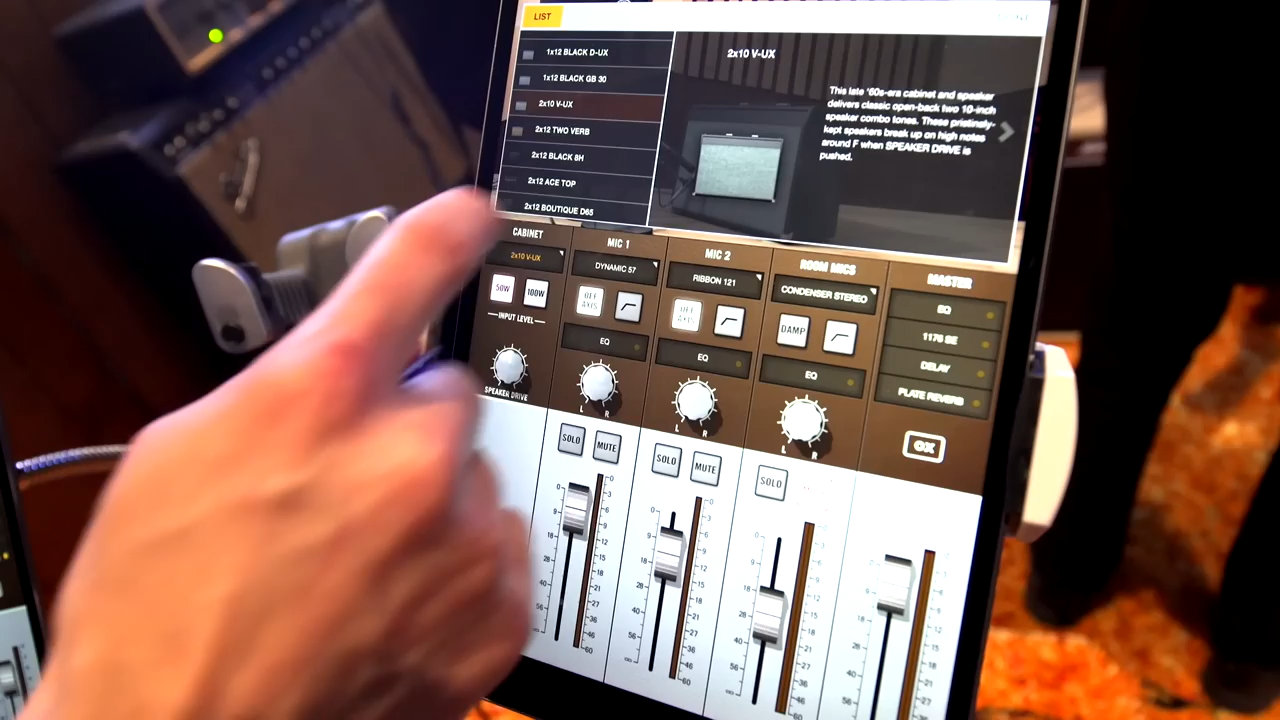 LIST
1x12 BLACK D-UX
1x12 BLACK GB 30
2x10 V-UX
2x12 TWO VERB
2x12 BLACK 8H
2x12 ACE TOP
2x12 BOUTIQUE D65
2x10 V-UX
This late '60s-era cabinet and speaker
delivers classic open-back two 10-inch
speaker combo tones. These pristinely-
kept speakers break up on high notes
around F when SPEAKER DRIVE is
pushed.
CABINET
2x10 V-UX
50W
100W
INPUT LEVEL
SPEAKER DRIVE
MIC 1
DYNAMIC 57
OFF AXIS
EQ
L R
SOLO
MUTE
MIC 2
RIBBON 121
OFF AXIS
EQ
L R
SOLO
MUTE
ROOM MICS
CONDENSER STEREO
DAMP
EQ
L R
SOLO
MASTER
EQ
1176 SE
DELAY
PLATE REVERB
OX